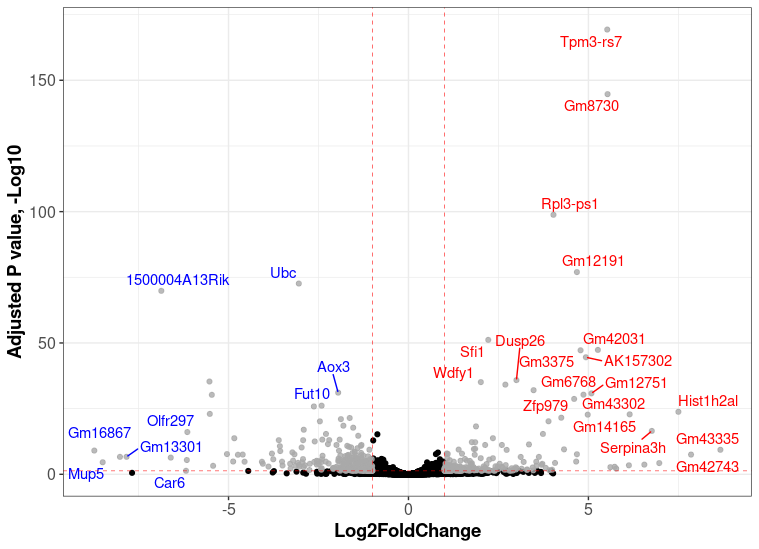 Tpm3-rs7
150
Gm8730
Rpl3-ps1
100
Gm12191
Ubc
1500004A13Rik
50
Sfi1
Dusp26
Gm42031
Aox3
Wdfy1
Gm3375
AK157302
Fut10
Gm6768
Gm12751
Olfr297
Zfp979
Gm43302
Hist1h2al
Gm16867
Gm14165
Gm13301
Serpina3h
Gm43335
0
Mup5
Car6
Gm42743
-5
0
5
Log2FoldChange
Adjusted P value, -Log10